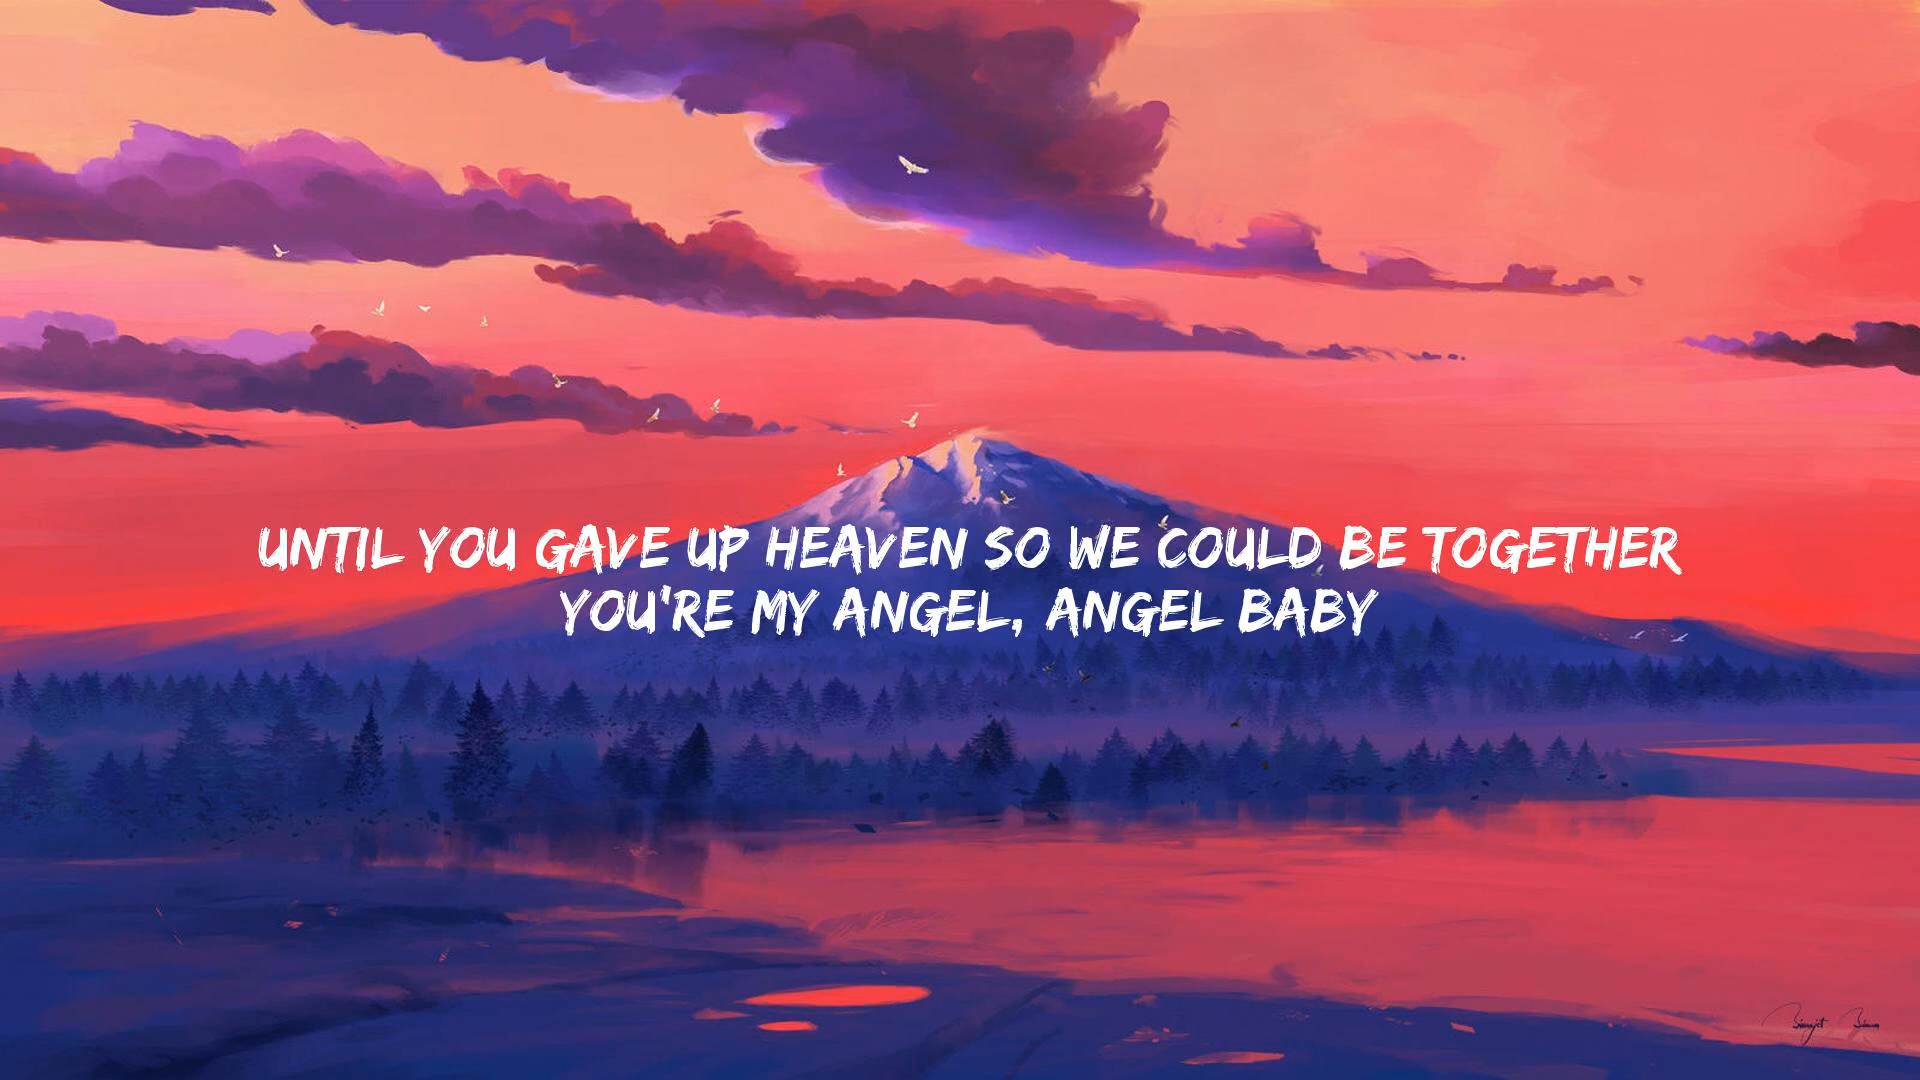 UNTIL YOU GAVE UP HEAVEN SO WE COULD BE TOGETHER
YOU'RE MY ANGEL, ANGEL BABY